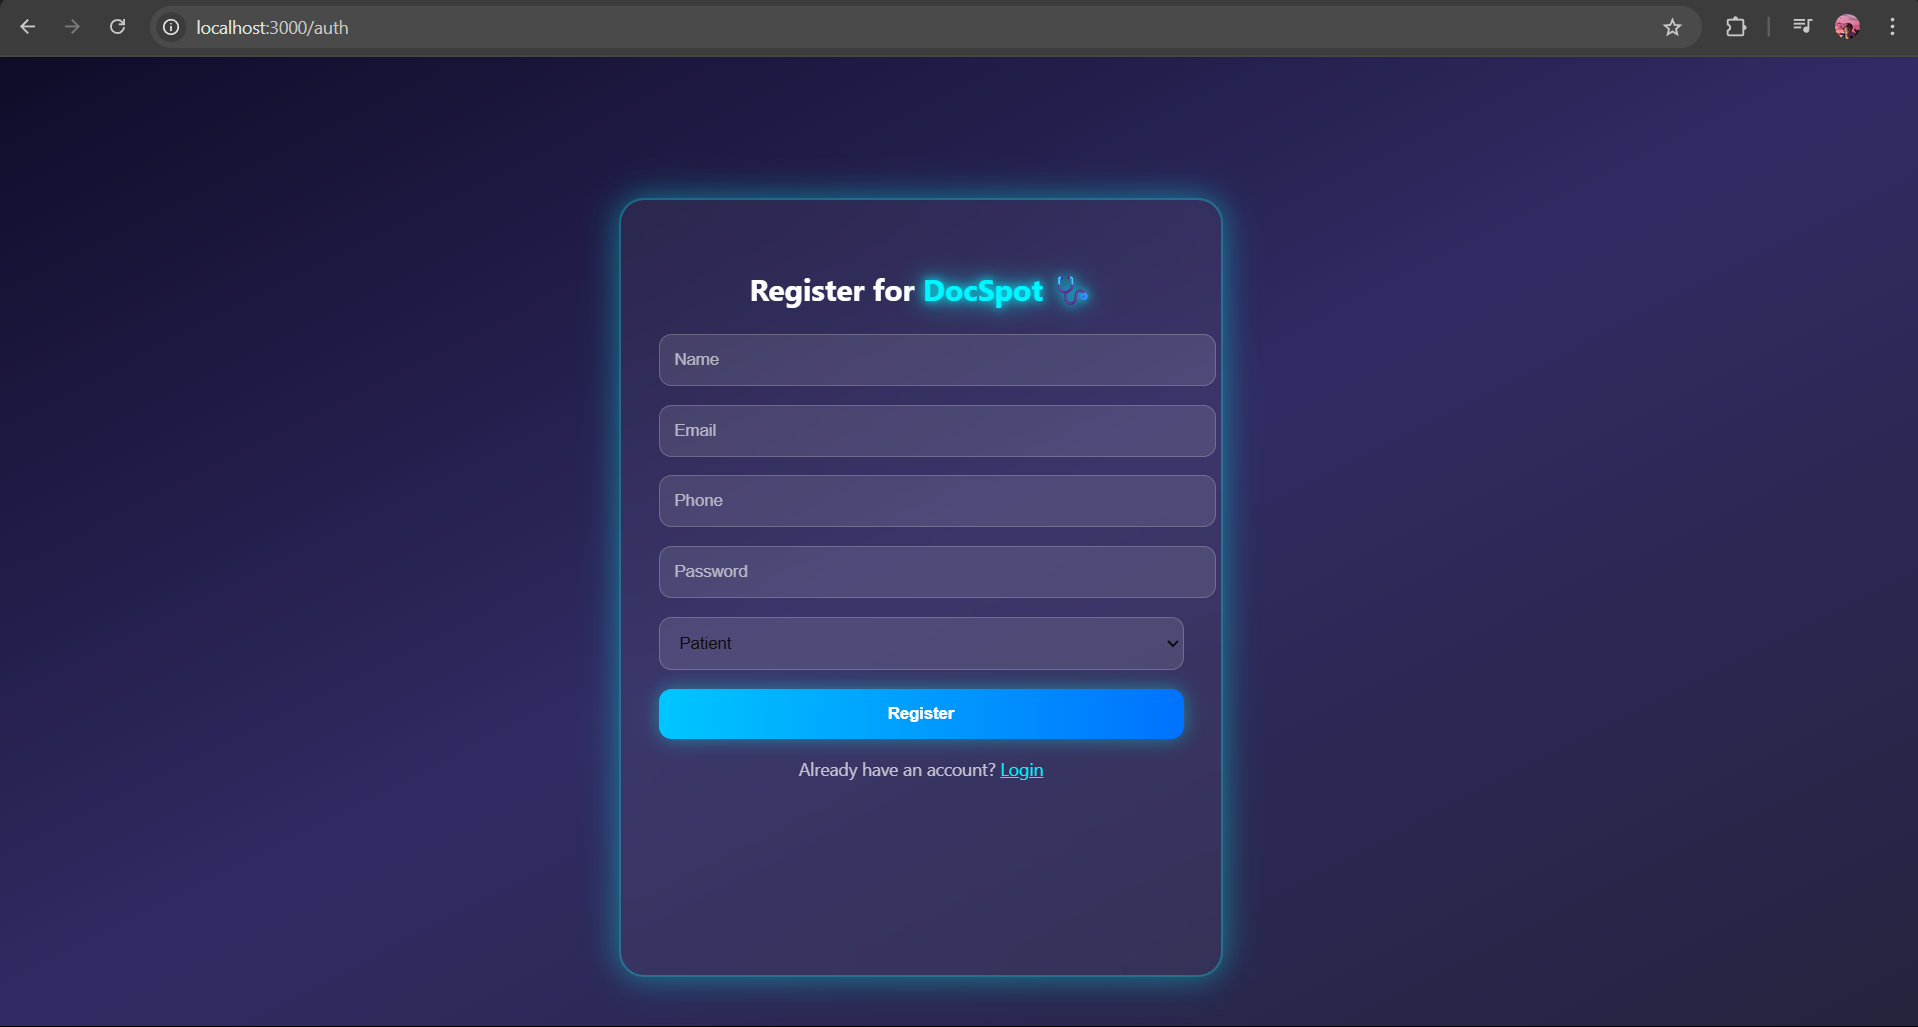 localhost:3000/auth
Register for DocSpot 🩺
Name
Email
Phone
Password
Patient
Register
Already have an account? Login